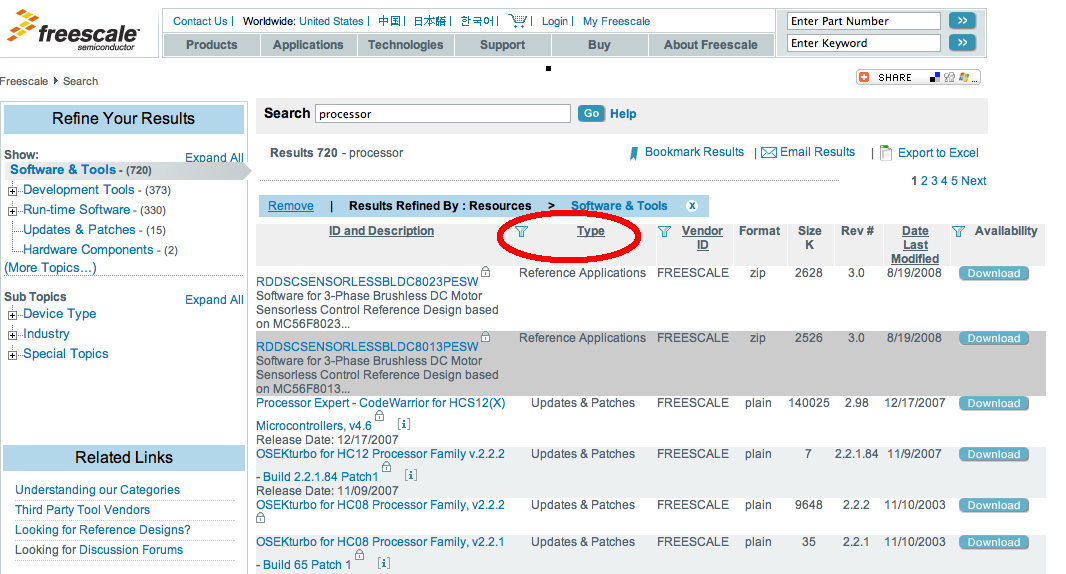 freescale™
semiconductor
Contact Us | Worldwide: United States | 中国 | 日本語 | 한국어 | | Login | My Freescale
Products Applications Technologies Support Buy About Freescale
Enter Part Number >>
Enter Keyword >>
Freescale Search
SHARE ...
Refine Your Results
Show: Expand All
Software & Tools - (720)
Development Tools - (373)
Run-time Software - (330)
Updates & Patches - (15)
Hardware Components - (2)
(More Topics...)
Sub Topics Expand All
Device Type
Industry
Special Topics
Related Links
Understanding our Categories
Third Party Tool Vendors
Looking for Reference Designs?
Looking for Discussion Forums
Search processor Go Help
Results 720 - processor
Bookmark Results | Email Results | Export to Excel
1 2 3 4 5 Next
Remove | Results Refined By : Resources > Software & Tools x
ID and Description Type Vendor ID Format Size K Rev # Date Last Modified Availability
RDDSCSENSORLESSBLDC8023PESW Reference Applications FREESCALE zip 2628 3.0 8/19/2008 Download
Software for 3-Phase Brushless DC Motor
Sensorless Control Reference Design based
on MC56F8023...
RDDSCSENSORLESSBLDC8013PESW Reference Applications FREESCALE zip 2526 3.0 8/19/2008 Download
Software for 3-Phase Brushless DC Motor
Sensorless Control Reference Design based
on MC56F8013...
Processor Expert - CodeWarrior for HCS12(X) Updates & Patches FREESCALE plain 140025 2.98 12/17/2007 Download
Microcontrollers, v4.6 [i]
Release Date: 12/17/2007
OSEKturbo for HC12 Processor Family v.2.2.2 Updates & Patches FREESCALE plain 7 2.2.1.84 11/9/2007 Download
- Build 2.2.1.84 Patch1 [i]
Release Date: 11/09/2007
OSEKturbo for HC08 Processor Family, v2.2.2 Updates & Patches FREESCALE plain 9648 2.2.2 11/10/2003 Download
OSEKturbo for HC08 Processor Family, v2.2.1 Updates & Patches FREESCALE plain 35 2.2.1 11/10/2003 Download
- Build 65 Patch 1 [i]